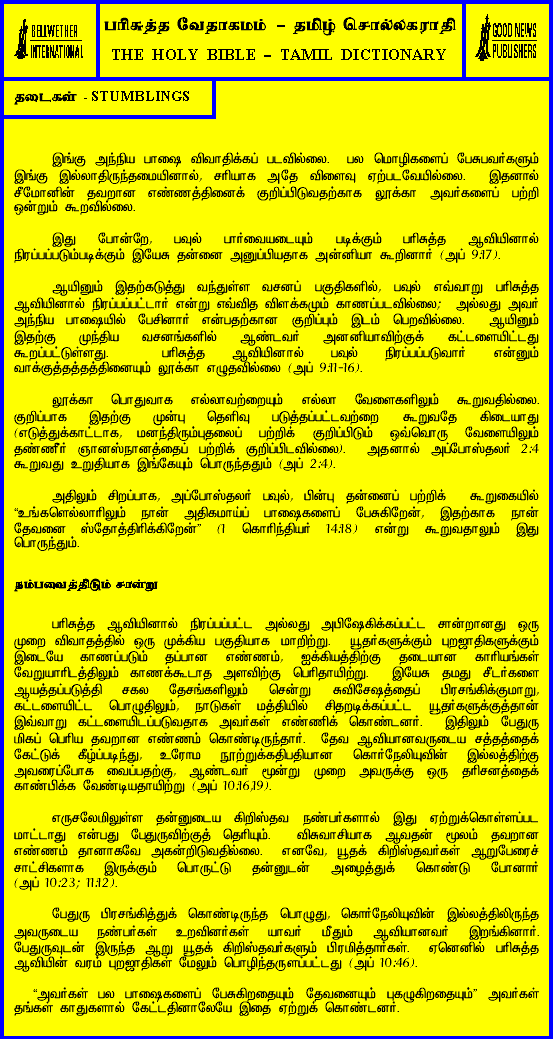 BELLWETHER
INTERNATIONAL
பரிசுத்த வேதாகமம் – தமிழ் சொல்லகராதி
THE HOLY BIBLE – TAMIL DICTIONARY
GOOD NEWS
PUBLISHERS
தடைகள் - STUMBLINGS
இங்கு அந்நிய பாஷை விவாதிக்கப் படவில்லை. பல மொழிகளைப் பேசுபவர்களும்
இங்கு இல்லாதிருந்தமையினால், சரியாக அதே விளைவு ஏற்படவேயில்லை. இதனால்
சீமோனின் தவறான எண்ணத்தினைக் குறிப்பிடுவதற்காக லூக்கா அவர்களைப் பற்றி
ஒன்றும் கூறவில்லை.
இது போன்றே, பவுல் பார்வையடையும் படிக்கும் பரிசுத்த ஆவியினால்
நிரப்பப்படும்படிக்கும் இயேசு தன்னை அனுப்பியதாக அன்னியா கூறினார் (அப் 9:17).
ஆயினும் இதற்கடுத்து வந்துள்ள வசனப் பகுதிகளில், பவுல் எவ்வாறு பரிசுத்த
ஆவியினால் நிரப்பப்பட்டார் என்று எவ்வித விளக்கமும் காணப்படவில்லை; அல்லது அவர்
அந்நிய பாஷையில் பேசினார் என்பதற்கான குறிப்பும் இடம் பெறவில்லை. ஆயினும்
இதற்கு முந்திய வசனங்களில் ஆண்டவர் அனனியாவிற்குக் கட்டளையிட்டது
கூறப்பட்டுள்ளது. பரிசுத்த ஆவியினால் பவுல் நிரப்பப்படுவார் என்னும்
வாக்குத்தத்தத்தினையும் லூக்கா எழுதவில்லை (அப் 9:11-16).
லூக்கா பொதுவாக எல்லாவற்றையும் எல்லா வேளைகளிலும் கூறுவதில்லை.
குறிப்பாக இதற்கு முன்பு தெளிவு படுத்தப்பட்டவற்றை கூறுவதே கிடையாது
(எடுத்துக்காட்டாக, மனந்திரும்புதலைப் பற்றிக் குறிப்பிடும் ஒவ்வொரு வேளையிலும்
தண்ணீர் ஞானஸ்நானத்தைப் பற்றிக் குறிப்பிடவில்லை). அதனால் அப்போஸ்தலர் 2:4
கூறுவது உறுதியாக இங்கேயும் பொருந்ததும் (அப் 2:4).
அதிலும் சிறப்பாக, அப்போஸ்தலர் பவுல், பின்பு தன்னைப் பற்றிக் கூறுகையில்
“உங்களெல்லாரிலும் நான் அதிகமாய்ப் பாஷைகளைப் பேசுகிறேன், இதற்காக நான்
தேவனை ஸ்தோத்திரிக்கிறேன்” (1 கொரிந்தியர் 14:18) என்று கூறுவதாலும் இது
பொருந்தும்.
நம்பவைத்திடும் சான்று
பரிசுத்த ஆவியினால் நிரப்பப்பட்ட அல்லது அபிஷேகிக்கப்பட்ட சான்றானது ஒரு
முறை விவாதத்தில் ஒரு முக்கிய பகுதியாக மாறிற்று. யூதர்களுக்கும் புறஜாதிகளுக்கும்
இடையே காணப்படும் தப்பான எண்ணம், ஐக்கியத்திற்கு தடையான காரியங்கள்
வேறுயாரிடத்திலும் காணக்கூடாத அளவிற்கு பெரிதாயிற்று. இயேசு தமது சீடர்களை
ஆயத்தப்படுத்தி சகல தேசங்களிலும் சென்று சுவிசேஷத்தைப் பிரசங்கிக்குமாறு,
கட்டளையிட்ட பொழுதிலும், நாடுகள் மத்தியில் சிதறடிக்கப்பட்ட யூதர்களுக்குத்தான்
இவ்வாறு கட்டளையிடப்படுவதாக அவர்கள் எண்ணிக் கொண்டனர். இதிலும் பேதுரு
மிகப் பெரிய தவறான எண்ணம் கொண்டிருந்தார். தேவ ஆவியானவருடைய சத்தத்தைக்
கேட்டுக் கீழ்ப்படிந்து, உரோம நூற்றுக்கதிபதியான கொர்நேலியுவின் இல்லத்திற்கு
அவரைப்போக வைப்பதற்கு, ஆண்டவர் மூன்று முறை அவருக்கு ஒரு தரிசனத்தைக்
காண்பிக்க வேண்டியதாயிற்று (அப் 10:16,19).
எருசலேமிலுள்ள தன்னுடைய கிறிஸ்தவ நண்பர்களால் இது ஏற்றுக்கொள்ளப்பட
மாட்டாது என்பது பேதுருவிற்குத் தெரியும். விசுவாசியாக ஆவதன் மூலம் தவறான
எண்ணம் தானாகவே அகன்றிடுவதில்லை. எனவே, யூதக் கிறிஸ்தவர்கள் ஆறுபேரைச்
சாட்சிகளாக இருக்கும் பொருட்டு தன்னுடன் அழைத்துக் கொண்டு போனார்
(அப் 10:23; 11:12).
பேதுரு பிரசங்கித்துக் கொண்டிருந்த பொழுது, கொர்நேலியுவின் இல்லத்திலிருந்த
அவருடைய நண்பர்கள் உறவினர்கள் யாவர் மீதும் ஆவியானவர் இறங்கினார்.
பேதுருவுடன் இருந்த ஆறு யூதக் கிறிஸ்தவர்களும் பிரமித்தார்கள். ஏனெனில் பரிசுத்த
ஆவியின் வரம் புறஜாதிகள் மேலும் பொழிந்தருளப்பட்டது (அப் 10:46).
“அவர்கள் பல பாஷைகளைப் பேசுகிறதையும் தேவனையும் புகழுகிறதையும்” அவர்கள்
தங்கள் காதுகளால் கேட்டதினாலேயே இதை ஏற்றுக் கொண்டனர்.